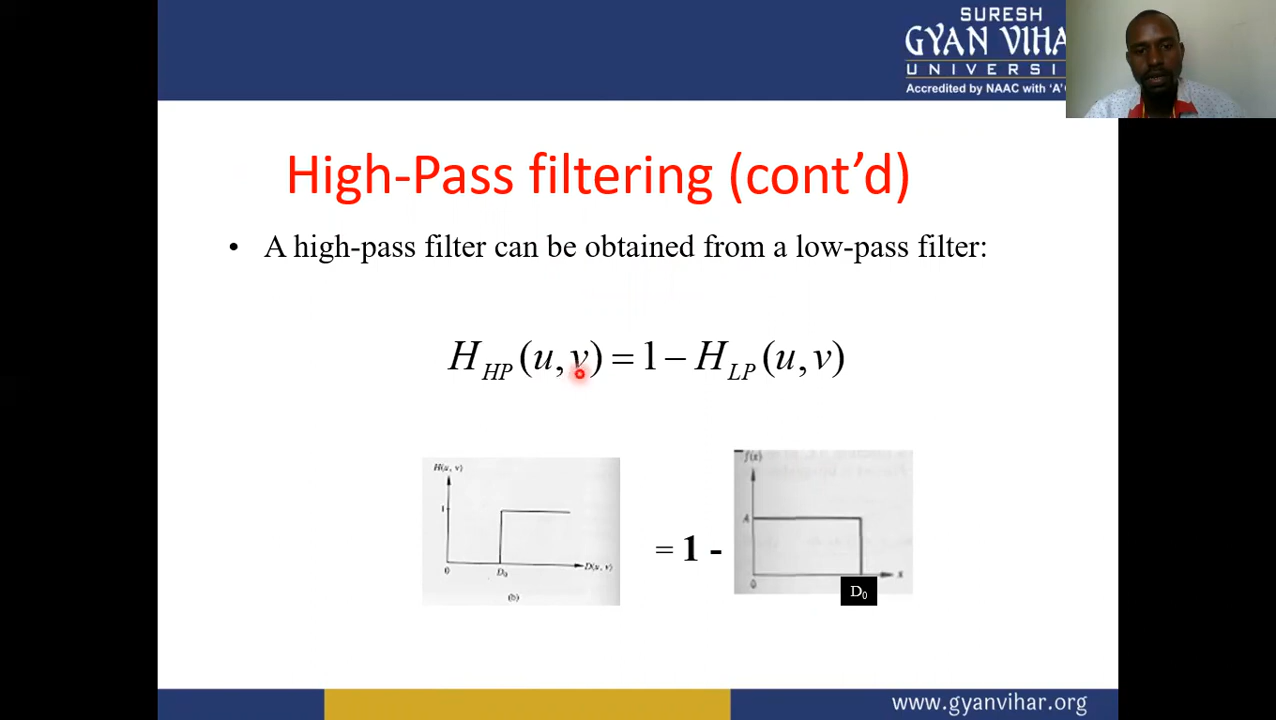 SURESH
GYAN VIHA
UNIVERSI
Accredited by NAAC with 'A'
High-Pass filtering (cont’d)
• A high-pass filter can be obtained from a low-pass filter:
H_HP(u,v) = 1 − H_LP(u,v)
H(u, v)
1
0
D₀
D(u, v)
(b)
= 1 -
f(x)
A
0
x
D₀
www.gyanvihar.org